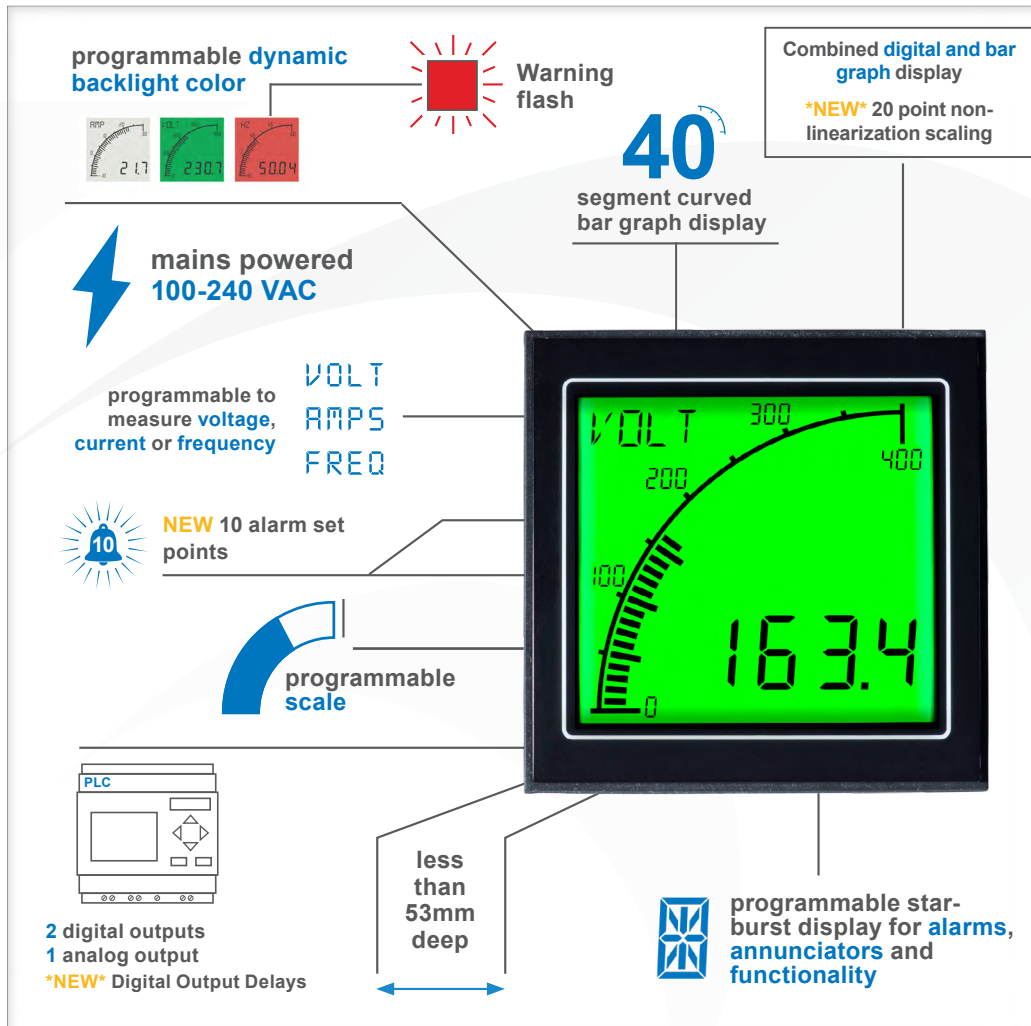 programmable dynamic
backlight color
AMP
21.7
VOLT
230.7
HZ
50.04
Warning
flash
40
segment curved
bar graph display
Combined digital and bar
graph display
*NEW* 20 point non-
linearization scaling
mains powered
100-240 VAC
programmable to
measure voltage,
current or frequency
VOLT
AMPS
FREQ
10
NEW 10 alarm set
points
programmable
scale
VOLT
300
400
200
100
0
163.4
PLC
2 digital outputs
1 analog output
*NEW* Digital Output Delays
less
than
53mm
deep
programmable star-
burst display for alarms,
annunciators and
functionality